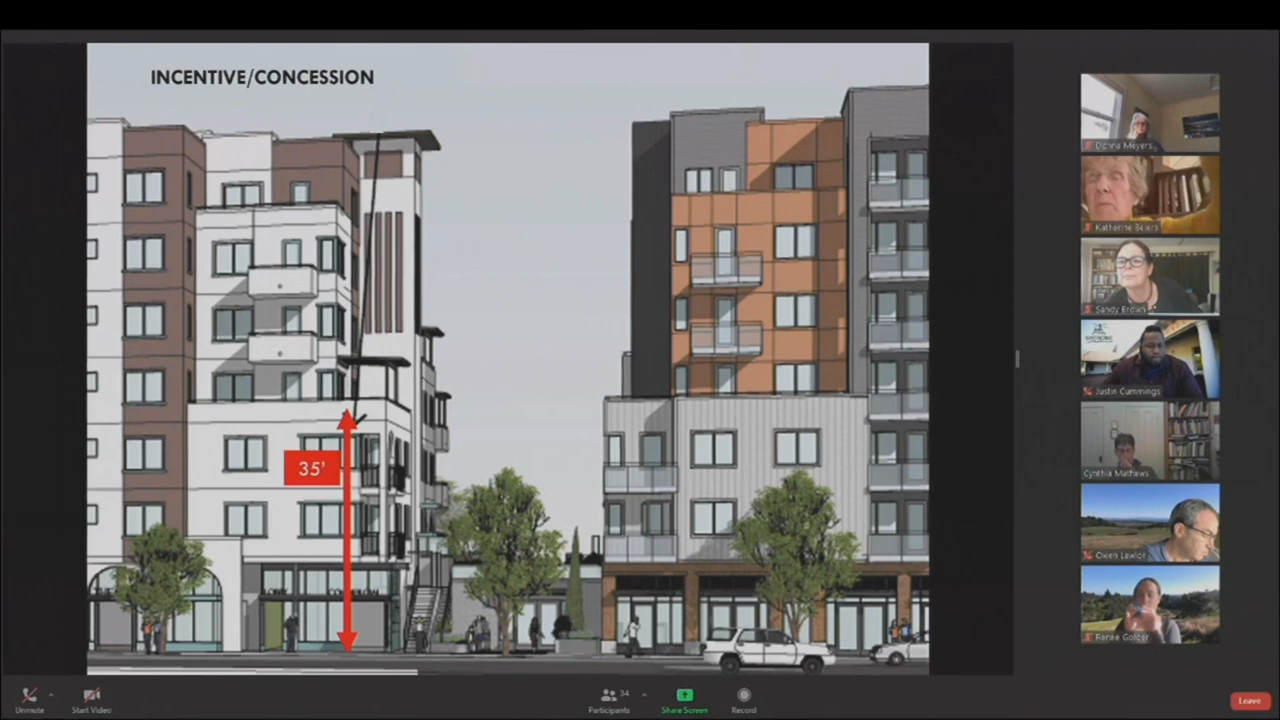 INCENTIVE/CONCESSION
35'
Donna Meyers
Katharine Beiers
Sandy Brown
Justin Cummings
Cynthia Mathews
Owen Lawlor
Renee Golder
Unmute
Start Video
34
Participants
Share Screen
Record
Leave